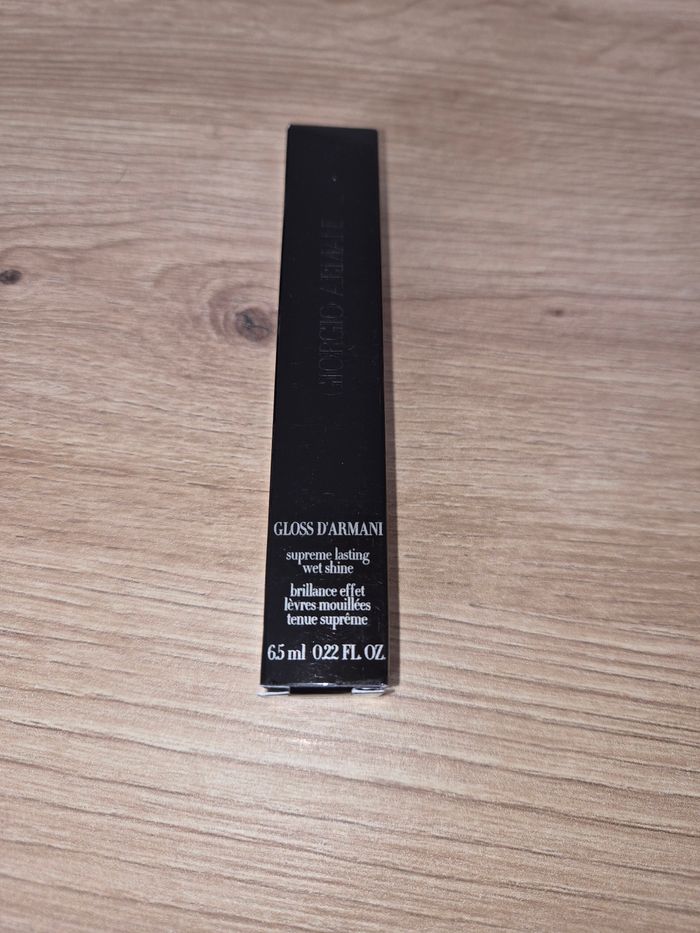 GIORGIO ARMANI
GLOSS D'ARMANI
supreme lasting
wet shine
brillance effet
lèvres mouillées
tenue suprême
6.5 ml 0.22 FL. OZ.